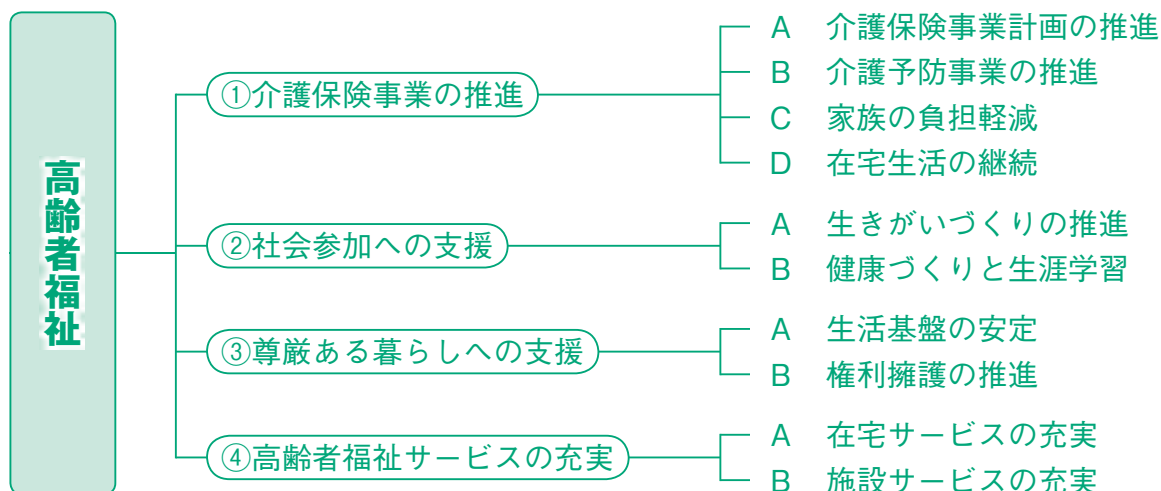 高齢者福祉
①介護保険事業の推進
A 介護保険事業計画の推進
B 介護予防事業の推進
C 家族の負担軽減
D 在宅生活の継続
②社会参加への支援
A 生きがいづくりの推進
B 健康づくりと生涯学習
③尊厳ある暮らしへの支援
A 生活基盤の安定
B 権利擁護の推進
④高齢者福祉サービスの充実
A 在宅サービスの充実
B 施設サービスの充実